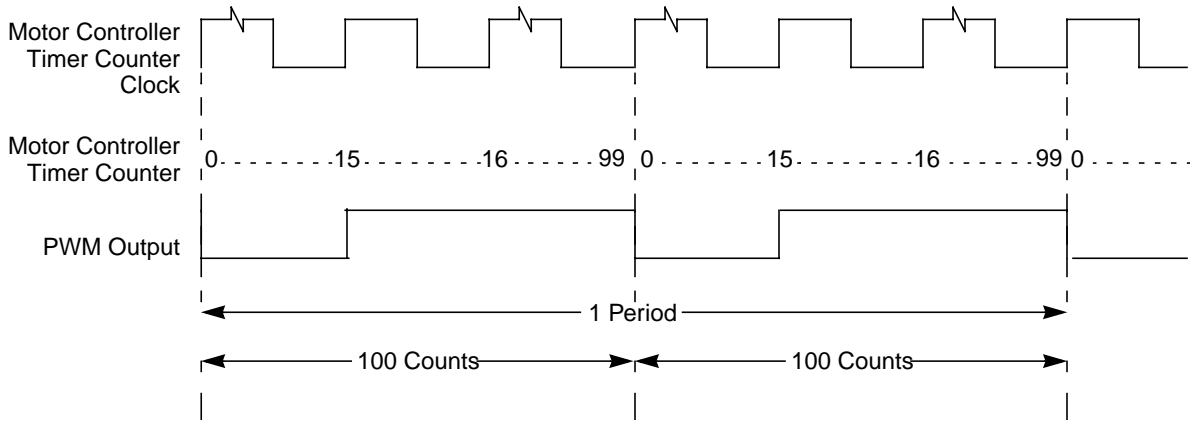 Motor Controller
Timer Counter
Clock
Motor Controller
Timer Counter
0 15 16 99 0 15 16 99 0
PWM Output
1 Period
100 Counts 100 Counts